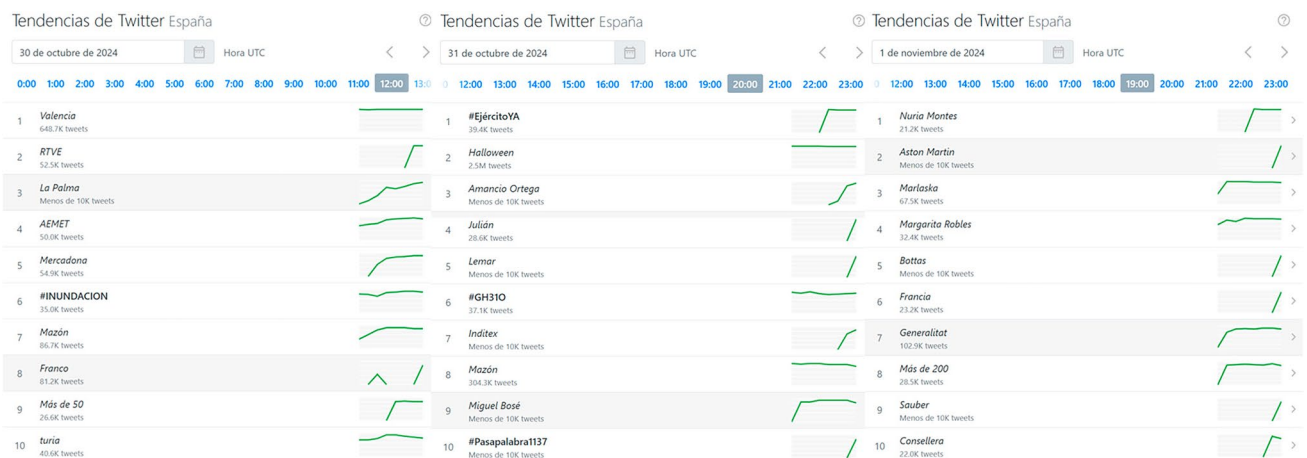 Tendencias de Twitter España
30 de octubre de 2024
Hora UTC
0:00 1:00 2:00 3:00 4:00 5:00 6:00 7:00 8:00 9:00 10:00 11:00 12:00 13:0
1
Valencia
648.7K tweets
2
RTVE
52.5K tweets
3
La Palma
Menos de 10K tweets
4
AEMET
50.0K tweets
5
Mercadona
54.9K tweets
6
#INUNDACION
35.0K tweets
7
Mazón
86.7K tweets
8
Franco
81.2K tweets
9
Más de 50
26.6K tweets
10
turia
40.6K tweets
Tendencias de Twitter España
31 de octubre de 2024
Hora UTC
0 12:00 13:00 14:00 15:00 16:00 17:00 18:00 19:00 20:00 21:00 22:00 23:00
1
#EjércitoYA
39.4K tweets
2
Halloween
2.5M tweets
3
Amancio Ortega
Menos de 10K tweets
4
Julián
28.6K tweets
5
Lemar
Menos de 10K tweets
6
#GH31O
37.1K tweets
7
Inditex
Menos de 10K tweets
8
Mazón
304.3K tweets
9
Miguel Bosé
Menos de 10K tweets
10
#Pasapalabra1137
Menos de 10K tweets
Tendencias de Twitter España
1 de noviembre de 2024
Hora UTC
0 12:00 13:00 14:00 15:00 16:00 17:00 18:00 19:00 20:00 21:00 22:00 23:00
1
Nuria Montes
21.2K tweets
2
Aston Martin
Menos de 10K tweets
3
Marlaska
67.5K tweets
4
Margarita Robles
32.4K tweets
5
Bottas
Menos de 10K tweets
6
Francia
23.2K tweets
7
Generalitat
102.9K tweets
8
Más de 200
28.5K tweets
9
Sauber
Menos de 10K tweets
10
Consellera
22.0K tweets